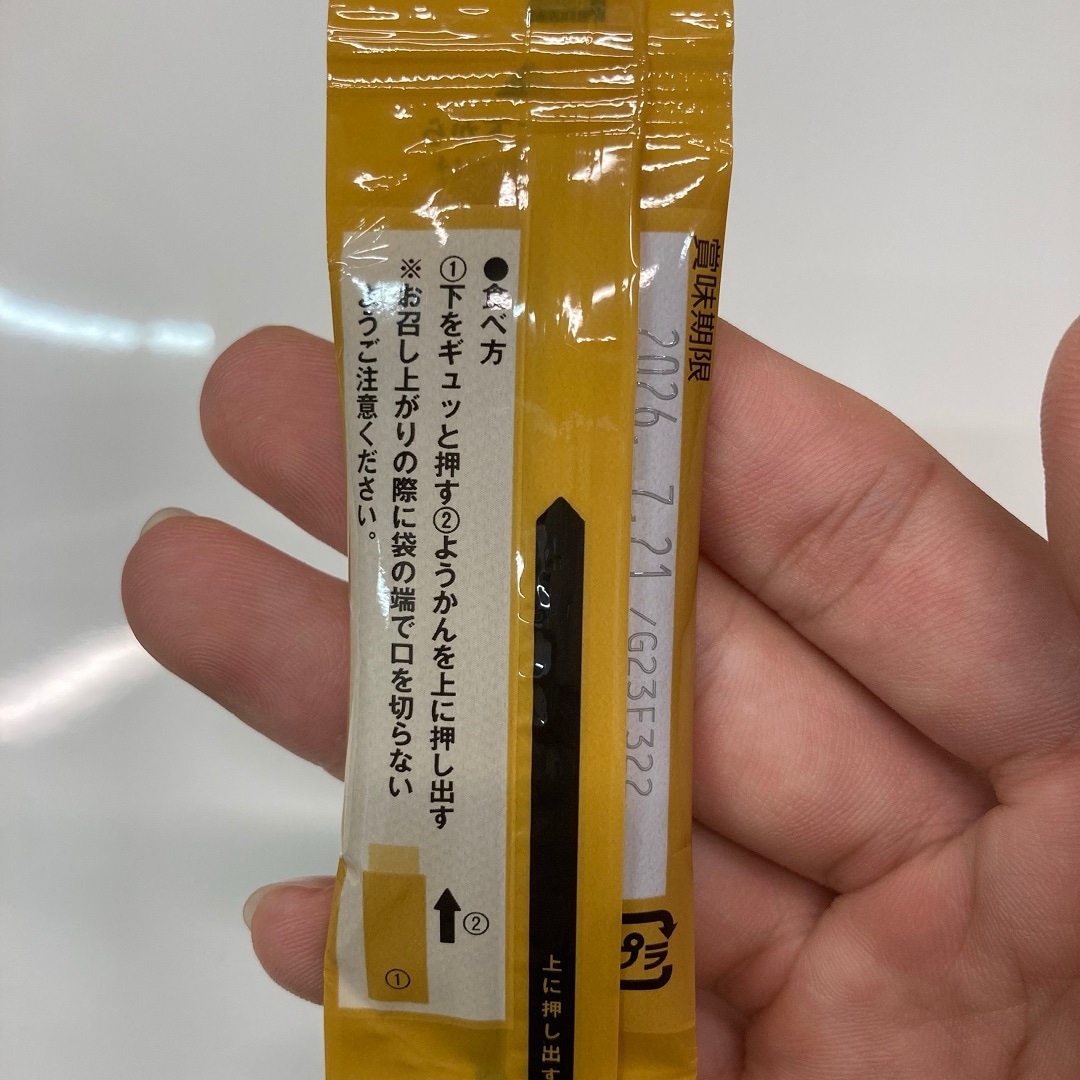 賞味期限
2026.7.21/G23F322
●食べ方
①下をギュッと押す②ようかんを上に押し出す
※お召し上がりの際に袋の端で口を切らない
ようご注意ください。
②
①
上に押し出す
プラ